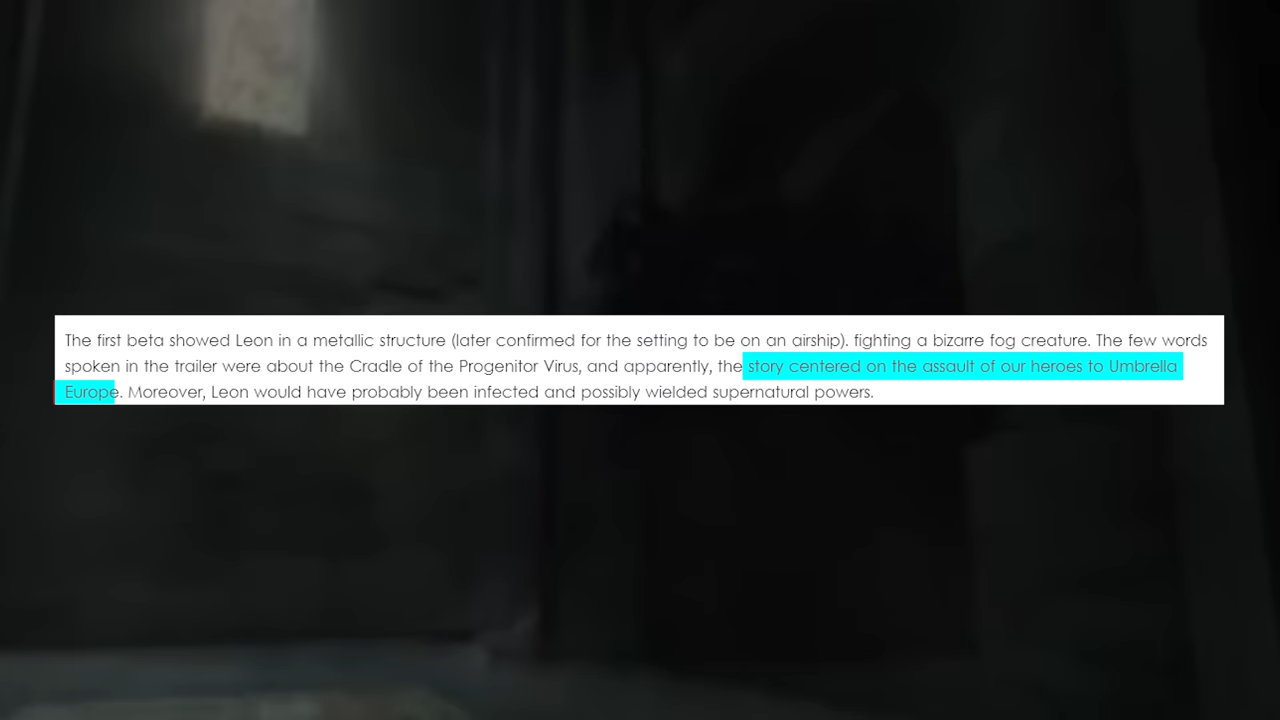 The first beta showed Leon in a metallic structure (later confirmed for the setting to be on an airship). fighting a bizarre fog creature. The few words
spoken in the trailer were about the Cradle of the Progenitor Virus, and apparently, the story centered on the assault of our heroes to Umbrella
Europe. Moreover, Leon would have probably been infected and possibly wielded supernatural powers.